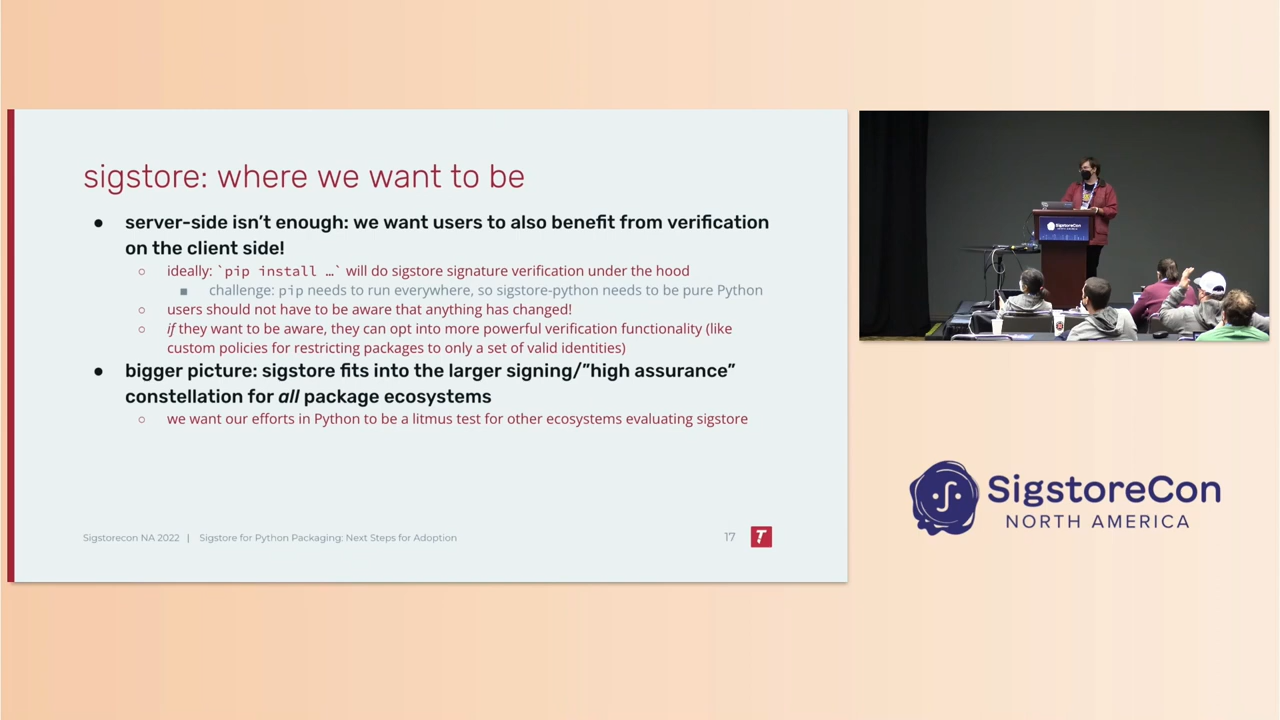 sigstore: where we want to be
● server-side isn’t enough: we want users to also benefit from verification
on the client side!
○ ideally: `pip install …` will do sigstore signature verification under the hood
■ challenge: pip needs to run everywhere, so sigstore-python needs to be pure Python
○ users should not have to be aware that anything has changed!
○ if they want to be aware, they can opt into more powerful verification functionality (like
custom policies for restricting packages to only a set of valid identities)
● bigger picture: sigstore fits into the larger signing/”high assurance”
constellation for all package ecosystems
○ we want our efforts in Python to be a litmus test for other ecosystems evaluating sigstore
Sigstorecon NA 2022 | Sigstore for Python Packaging: Next Steps for Adoption
17
SigstoreCon
SigstoreCon
NORTH AMERICA